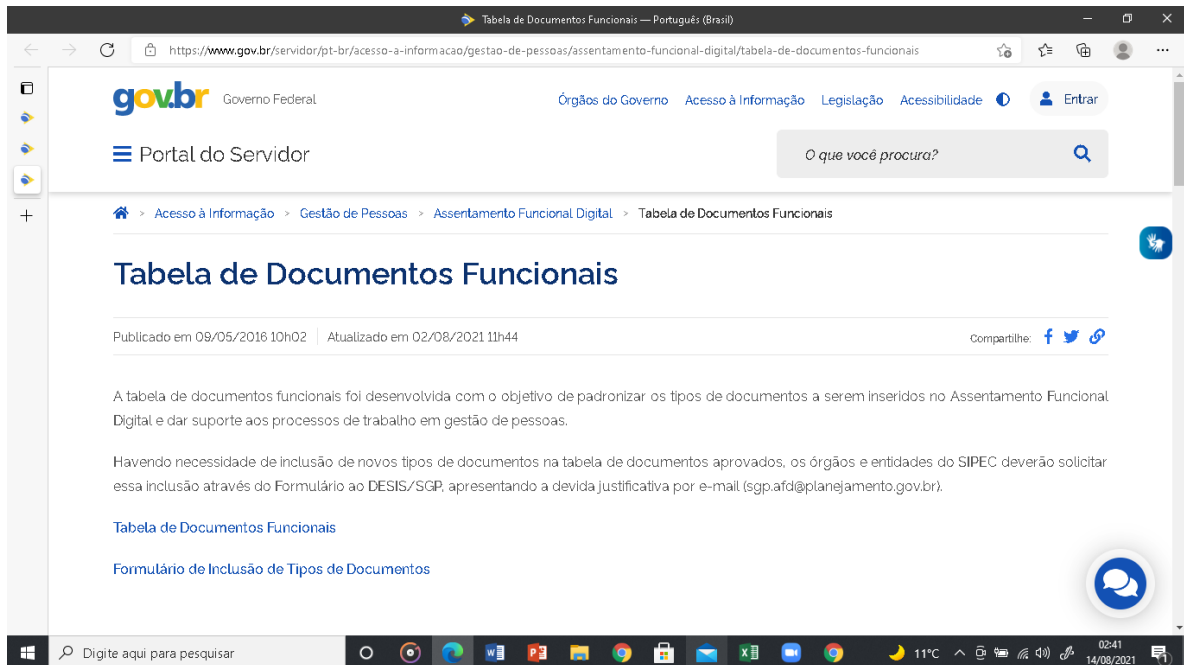 Tabela de Documentos Funcionais — Português (Brasil)
https://www.gov.br/servidor/pt-br/acesso-a-informacao/gestao-de-pessoas/assentamento-funcional-digital/tabela-de-documentos-funcionais
gov.br Governo Federal Órgãos do Governo Acesso à Informação Legislação Acessibilidade Entrar
Portal do Servidor O que você procura?
> Acesso à Informação > Gestão de Pessoas > Assentamento Funcional Digital > Tabela de Documentos Funcionais
Tabela de Documentos Funcionais
Publicado em 09/05/2016 10h02 Atualizado em 02/08/2021 11h44 Compartilhe:
A tabela de documentos funcionais foi desenvolvida com o objetivo de padronizar os tipos de documentos a serem inseridos no Assentamento Funcional
Digital e dar suporte aos processos de trabalho em gestão de pessoas.
Havendo necessidade de inclusão de novos tipos de documentos na tabela de documentos aprovados, os órgãos e entidades do SIPEC deverão solicitar
essa inclusão através do Formulário ao DESIS/SGP, apresentando a devida justificativa por e-mail (sgp.afd@planejamento.gov.br).
Tabela de Documentos Funcionais
Formulário de Inclusão de Tipos de Documentos
Digite aqui para pesquisar 11°C 02:41
14/08/2021